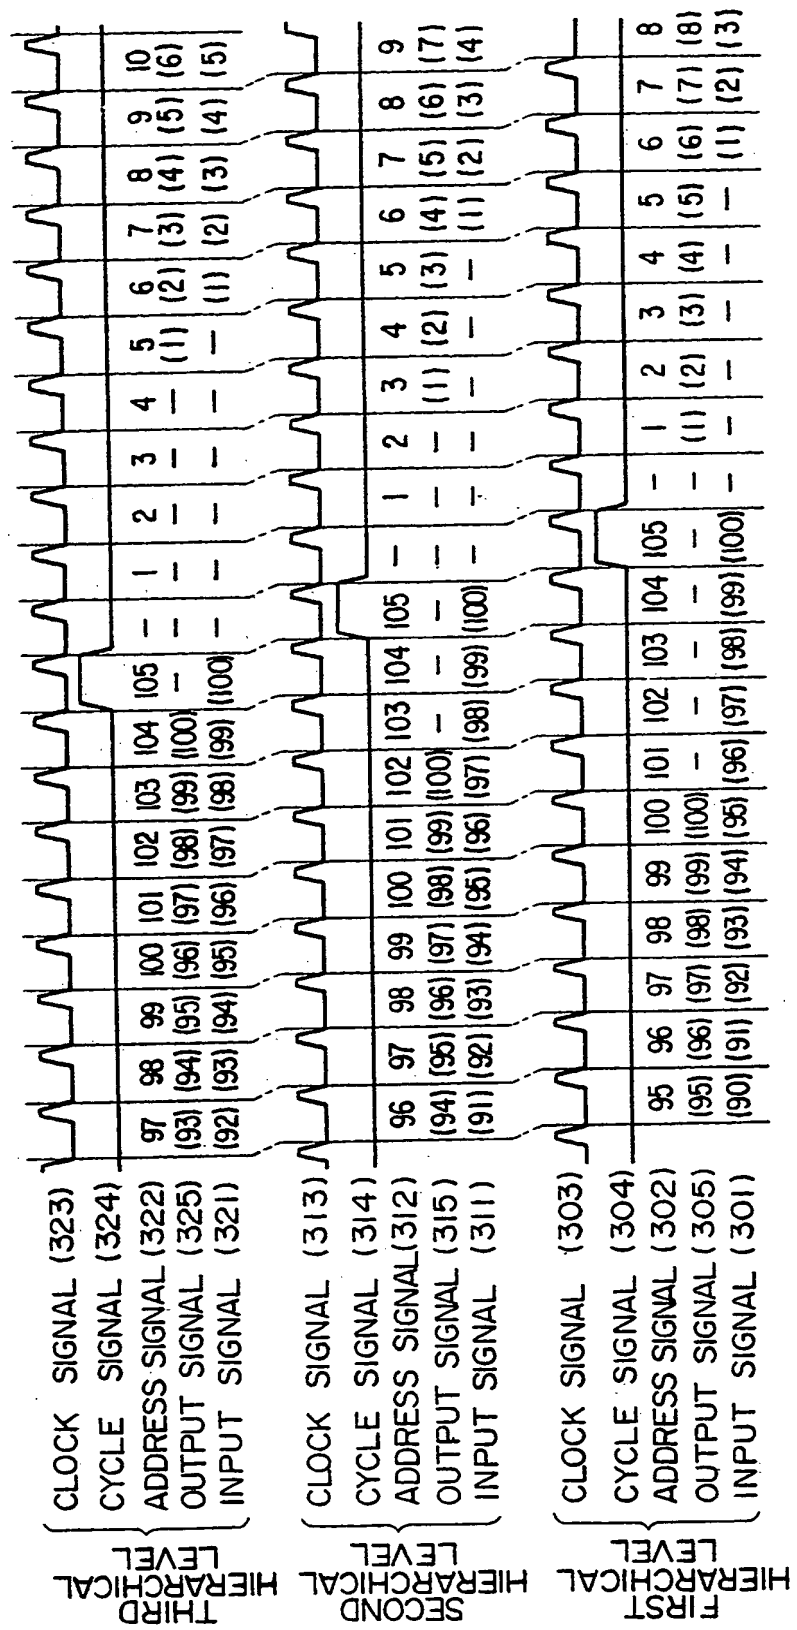 THIRD HIERARCHICAL LEVEL
CLOCK SIGNAL (323)
CYCLE SIGNAL (324)
ADDRESS SIGNAL (322) 97 98 99 100 101 102 103 104 105 — 1 2 3 4 5 6 7 8 9 10
OUTPUT SIGNAL (325) (93) (94) (95) (96) (97) (98) (99) (100) — — — — — — (1) (2) (3) (4) (5) (6)
INPUT SIGNAL (321) (92) (93) (94) (95) (96) (97) (98) (99) (100) — — — — — — (1) (2) (3) (4) (5)
SECOND HIERARCHICAL LEVEL
CLOCK SIGNAL (313)
CYCLE SIGNAL (314)
ADDRESS SIGNAL (312) 96 97 98 99 100 101 102 103 104 105 — 1 2 3 4 5 6 7 8 9
OUTPUT SIGNAL (315) (94) (95) (96) (97) (98) (99) (100) — — — — — — (1) (2) (3) (4) (5) (6) (7)
INPUT SIGNAL (311) (91) (92) (93) (94) (95) (96) (97) (98) (99) (100) — — — — — — (1) (2) (3) (4)
FIRST HIERARCHICAL LEVEL
CLOCK SIGNAL (303)
CYCLE SIGNAL (304)
ADDRESS SIGNAL (302) 95 96 97 98 99 100 101 102 103 104 105 — 1 2 3 4 5 6 7 8
OUTPUT SIGNAL (305) (95) (96) (97) (98) (99) (100) — — — — — — (1) (2) (3) (4) (5) (6) (7) (8)
INPUT SIGNAL (301) (90) (91) (92) (93) (94) (95) (96) (97) (98) (99) (100) — — — — — — (1) (2) (3)